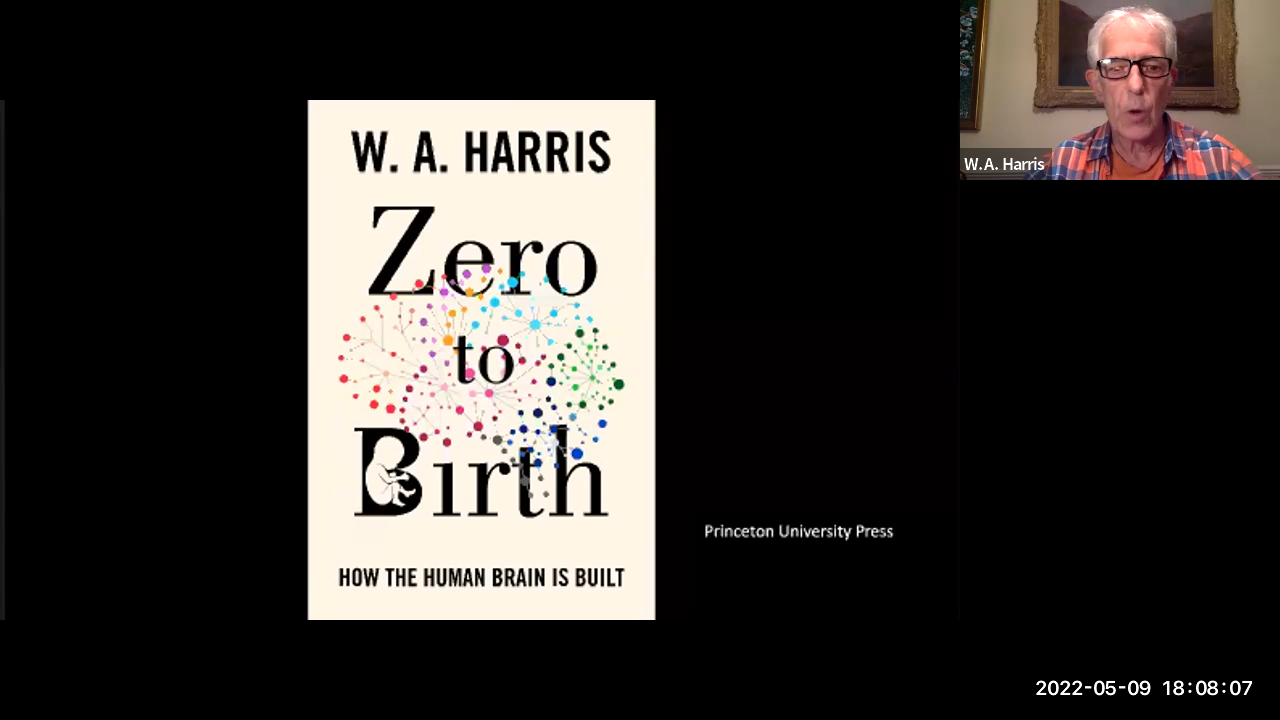 W. A. HARRIS
Zero
to
Birth
HOW THE HUMAN BRAIN IS BUILT
Princeton University Press
W.A. Harris
2022-05-09 18:08:07